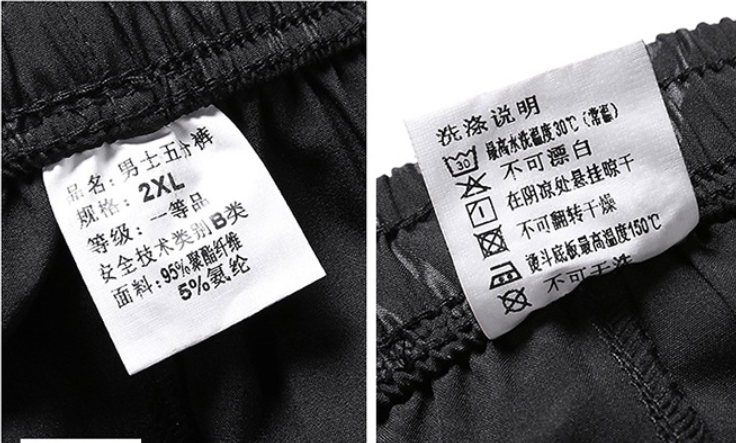 品名：男士五分裤
规格：2XL
等级：一等品
安全技术类别B类
面料：95%聚酯纤维
5%氨纶
洗涤说明
30 最高水洗温度30℃（常温）
不可漂白
在阴凉处悬挂晾干
不可翻转干燥
熨斗底板最高温度150℃
不可干洗